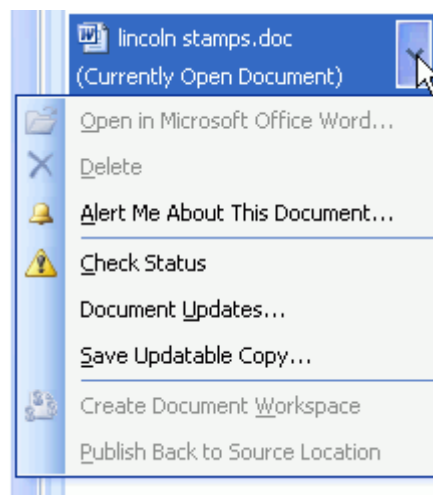 lincoln stamps.doc
(Currently Open Document)
Open in Microsoft Office Word...
Delete
Alert Me About This Document...
Check Status
Document Updates...
Save Updatable Copy...
Create Document Workspace
Publish Back to Source Location